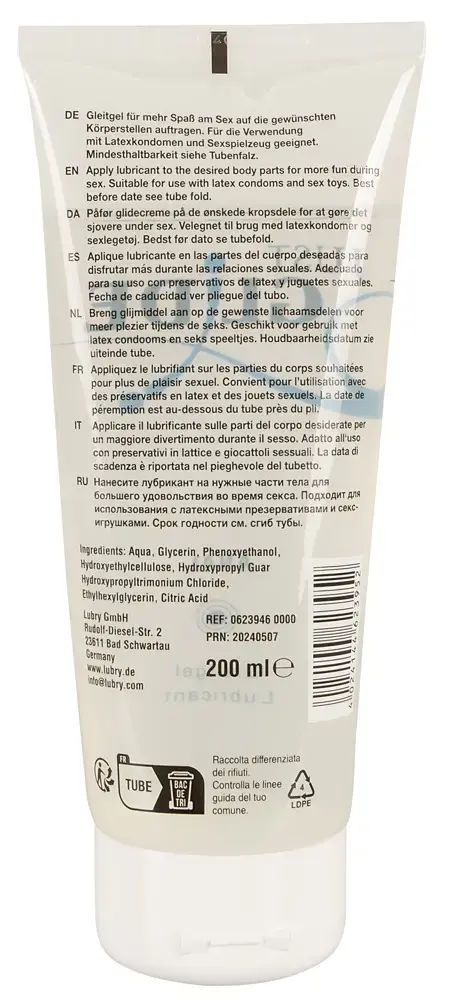 DE Gleitgel für mehr Spaß am Sex auf die gewünschten
Körperstellen auftragen. Für die Verwendung
mit Latexkondomen und Sexspielzeug geeignet.
Mindesthaltbarkeit siehe Tubenfalz.
EN Apply lubricant to the desired body parts for more fun during
sex. Suitable for use with latex condoms and sex toys. Best
before date see tube fold.
DA Påfør glidecreme på de ønskede kropsdele for at gøre det
sjovere under sex. Velegnet til brug med latexkondomer og
sexlegetøj. Bedst før dato se tubefold.
ES Aplique lubricante en las partes del cuerpo deseadas para
disfrutar más durante las relaciones sexuales. Adecuado
para su uso con preservativos de latex y juguetes sexuales.
Fecha de caducidad ver pliegue del tubo.
NL Breng glijmiddel aan op de gewenste lichaamsdelen voor
meer plezier tijdens de seks. Geschikt voor gebruik met
latex condooms en seks speeltjes. Houdbaarheidsdatum zie
uiteinde tube.
FR Appliquez le lubrifiant sur les parties du corps souhaitées
pour plus de plaisir sexuel. Convient pour l'utilisation avec
des préservatifs en latex et des jouets sexuels. La date de
péremption est au-dessous du tube près du pli.
IT Applicare il lubrificante sulle parti del corpo desiderate per
un maggiore divertimento durante il sesso. Adatto all'uso
con preservativi in lattice e giocattoli sessuali. La data di
scadenza è riportata nel pieghevole del tubetto.
RU Нанесите лубрикант на нужные части тела для
большего удовольствия во время секса. Подходит для
использования с латексными презервативами и секс-
игрушками. Срок годности см. сгиб тубы.
Ingredients: Aqua, Glycerin, Phenoxyethanol,
Hydroxyethylcellulose, Hydroxypropyl Guar
Hydroxypropyltrimonium Chloride,
Ethylhexylglycerin, Citric Acid
Lubry GmbH
Rudolf-Diesel-Str. 2
23611 Bad Schwartau
Germany
www.lubry.de
info@lubry.com
REF: 0623946 0000
PRN: 20240507
200 ml e
4 024144 623952
FR
TUBE
BAC
DE
TRI
Raccolta differenziata
dei rifiuti.
Controlla le linee
guida del tuo
comune.
4
LDPE